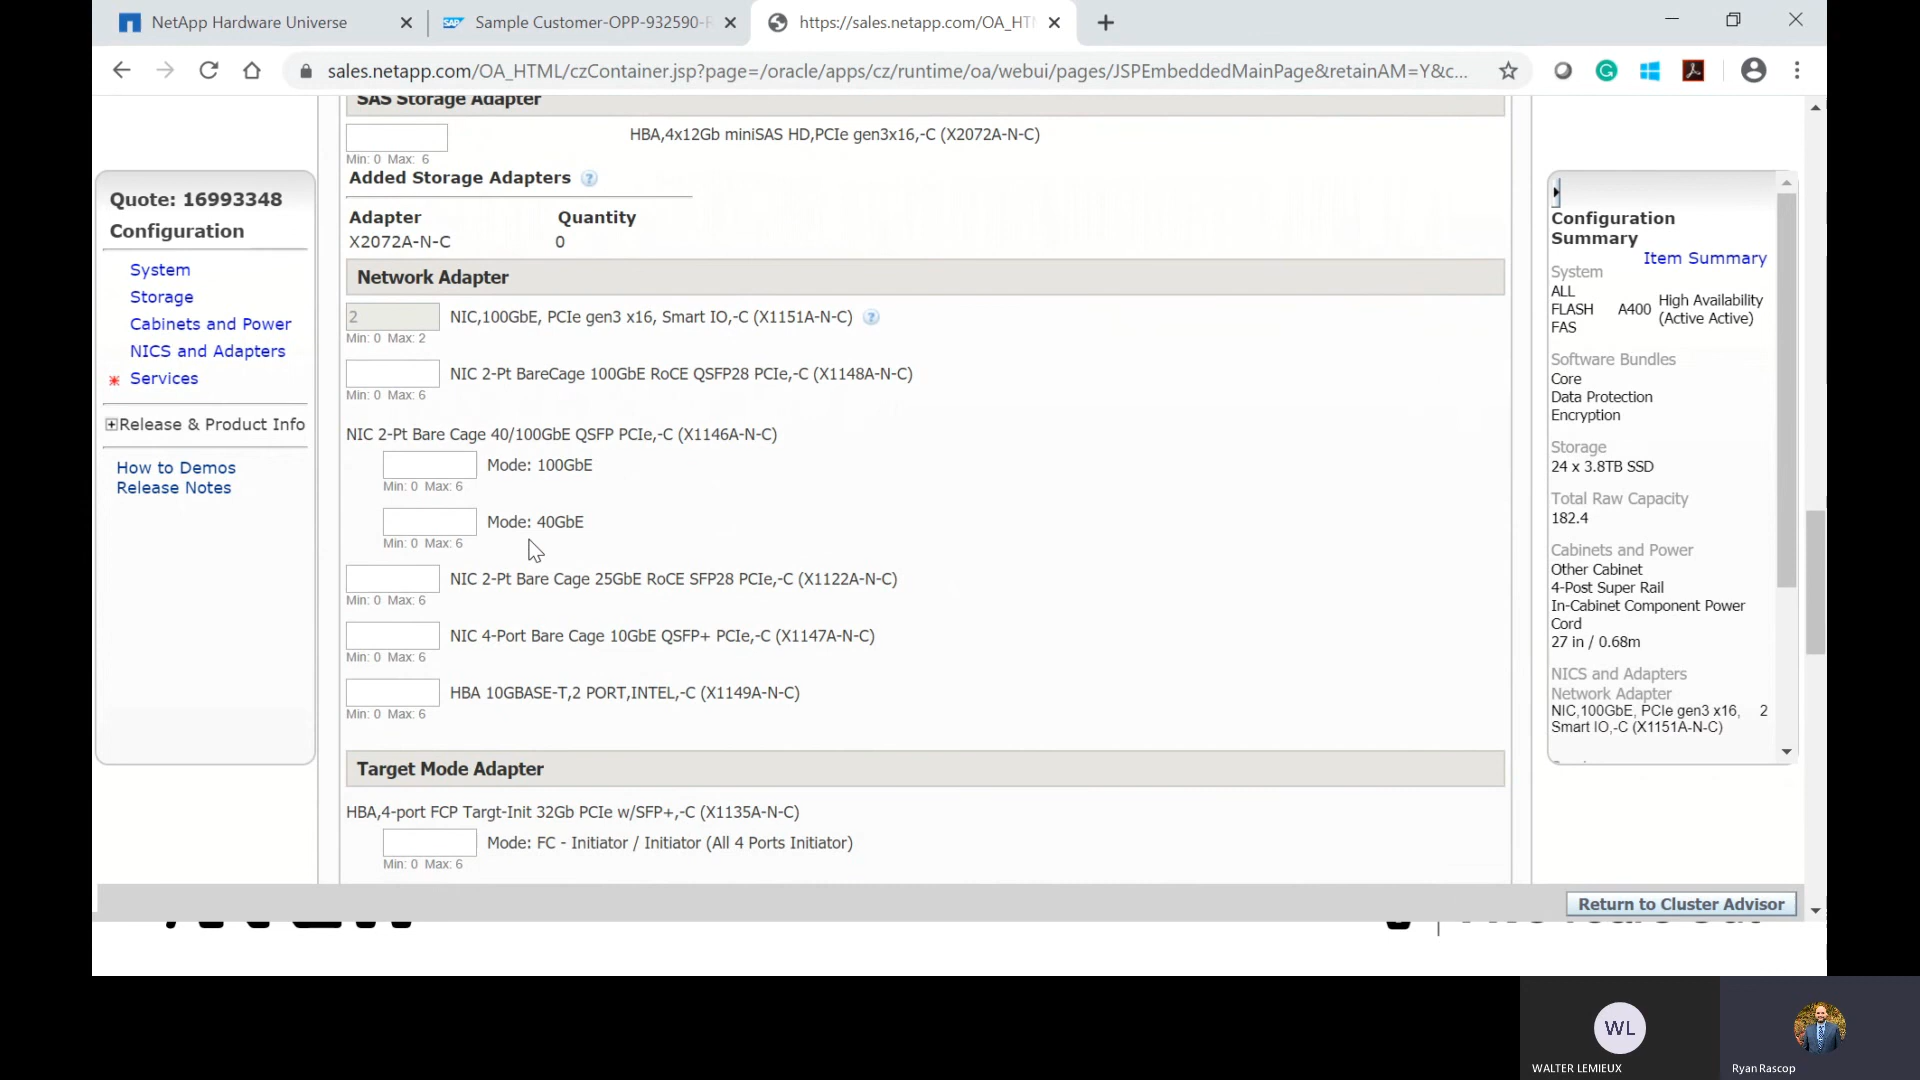 NetApp Hardware Universe
Sample Customer-OPP-932590-
https://sales.netapp.com/OA_HT
sales.netapp.com/OA_HTML/czContainer.jsp?page=/oracle/apps/cz/runtime/oa/webui/pages/JSPEmbeddedMainPage&retainAM=Y&c...
Quote: 16993348
Configuration
System
Storage
Cabinets and Power
NICS and Adapters
Services
Release & Product Info
How to Demos
Release Notes
SAS Storage Adapter
HBA,4x12Gb miniSAS HD,PCIe gen3x16,-C (X2072A-N-C)
Min: 0 Max: 6
Added Storage Adapters ?
Adapter Quantity
X2072A-N-C 0
Network Adapter
2 NIC,100GbE, PCIe gen3 x16, Smart IO,-C (X1151A-N-C) ?
Min: 0 Max: 2
NIC 2-Pt BareCage 100GbE RoCE QSFP28 PCIe,-C (X1148A-N-C)
Min: 0 Max: 6
NIC 2-Pt Bare Cage 40/100GbE QSFP PCIe,-C (X1146A-N-C)
Mode: 100GbE
Min: 0 Max: 6
Mode: 40GbE
Min: 0 Max: 6
NIC 2-Pt Bare Cage 25GbE RoCE SFP28 PCIe,-C (X1122A-N-C)
Min: 0 Max: 6
NIC 4-Port Bare Cage 10GbE QSFP+ PCIe,-C (X1147A-N-C)
Min: 0 Max: 6
HBA 10GBASE-T,2 PORT,INTEL,-C (X1149A-N-C)
Min: 0 Max: 6
Target Mode Adapter
HBA,4-port FCP Targt-Init 32Gb PCIe w/SFP+,-C (X1135A-N-C)
Mode: FC - Initiator / Initiator (All 4 Ports Initiator)
Min: 0 Max: 6
Configuration
Summary
Item Summary
System
ALL
FLASH
FAS
A400
High Availability
(Active Active)
Software Bundles
Core
Data Protection
Encryption
Storage
24 x 3.8TB SSD
Total Raw Capacity
182.4
Cabinets and Power
Other Cabinet
4-Post Super Rail
In-Cabinet Component Power
Cord
27 in / 0.68m
NICS and Adapters
Network Adapter
NIC,100GbE, PCIe gen3 x16, 2
Smart IO,-C (X1151A-N-C)
Return to Cluster Advisor
WL
WALTER LEMIEUX
Ryan Rascop